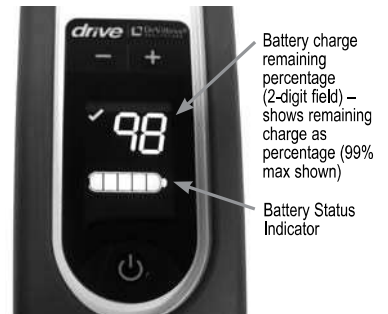 drive DeVilbiss
− +
98
Battery charge
remaining
percentage
(2-digit field) –
shows remaining
charge as
percentage (99%
max shown)
Battery Status
Indicator